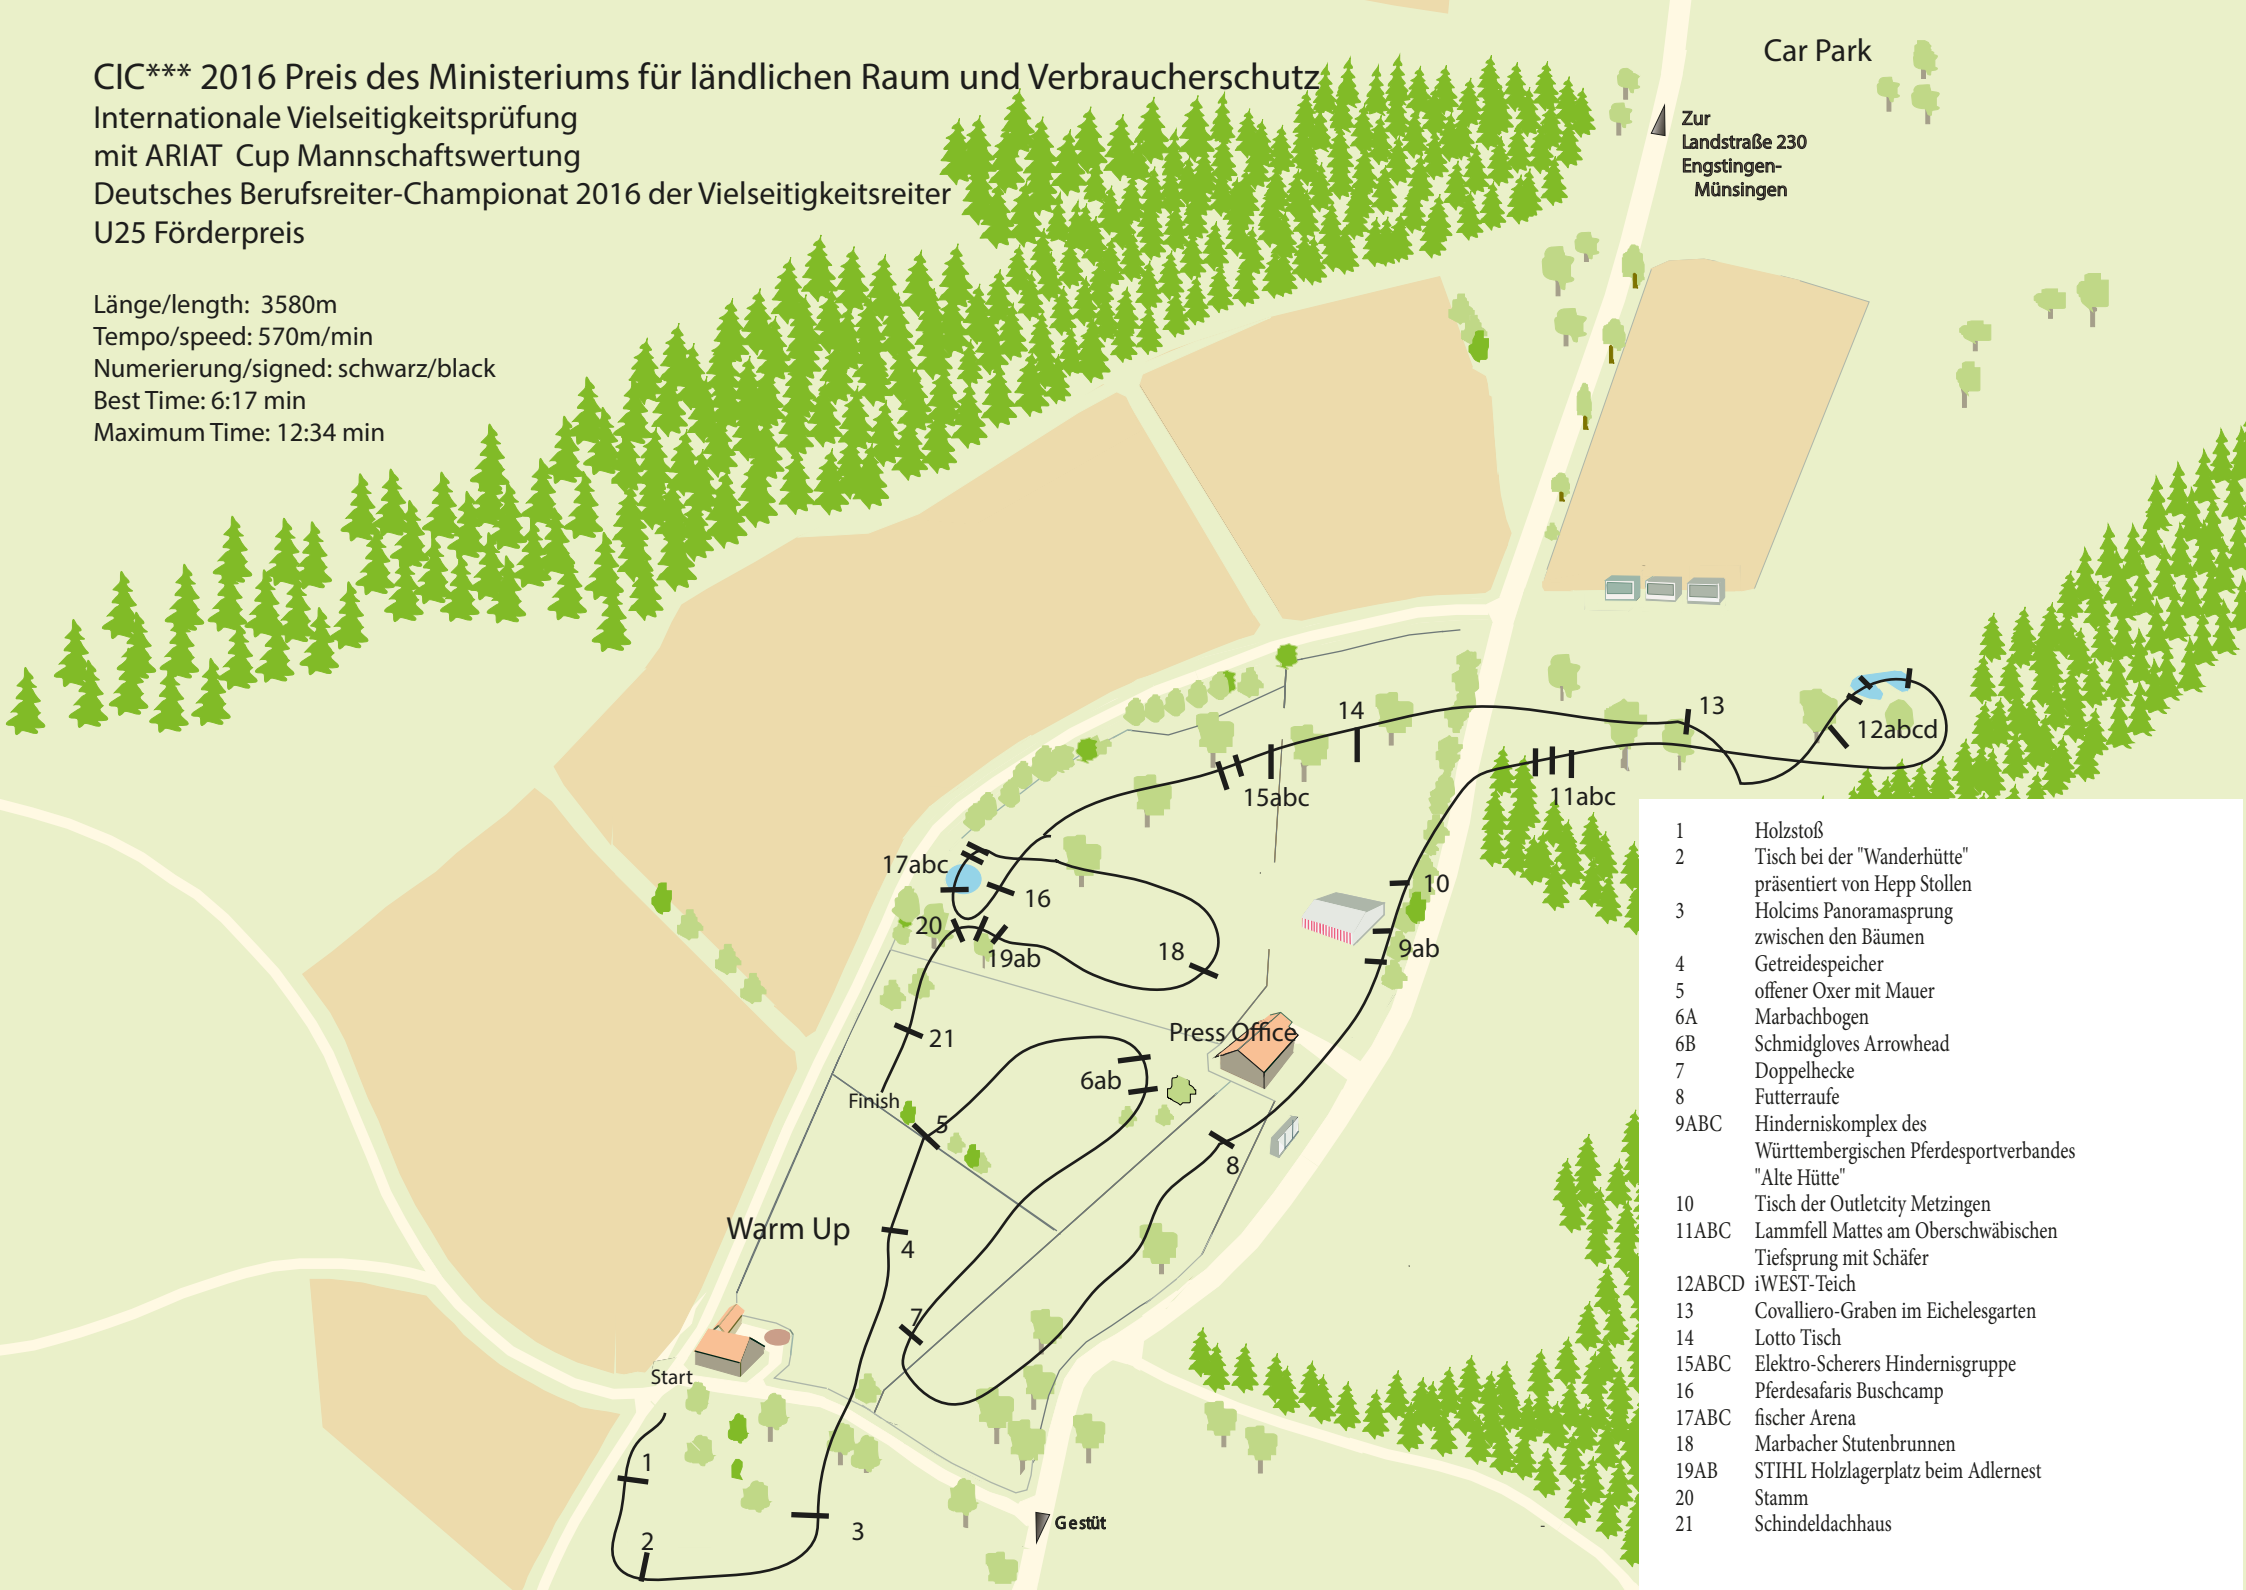 CIC*** 2016 Preis des Ministeriums für ländlichen Raum und Verbraucherschutz
Internationale Vielseitigkeitsprüfung
mit ARIAT Cup Mannschaftswertung
Deutsches Berufsreiter-Championat 2016 der Vielseitigkeitsreiter
U25 Förderpreis
Länge/length: 3580m
Tempo/speed: 570m/min
Numerierung/signed: schwarz/black
Best Time: 6:17 min
Maximum Time: 12:34 min
Car Park
Zur
Landstraße 230
Engstingen-
Münsingen
13
14
12abcd
15abc
11abc
17abc
16
10
20
19ab
18
9ab
21
Press Office
6ab
Finish
5
8
Warm Up
4
7
Start
1
2
3
Gestüt
1 Holzstoß
2 Tisch bei der "Wanderhütte"
präsentiert von Hepp Stollen
3 Holcims Panoramasprung
zwischen den Bäumen
4 Getreidespeicher
5 offener Oxer mit Mauer
6A Marbachbogen
6B Schmidgloves Arrowhead
7 Doppelhecke
8 Futterraufe
9ABC Hinderniskomplex des
Württembergischen Pferdesportverbandes
"Alte Hütte"
10 Tisch der Outletcity Metzingen
11ABC Lammfell Mattes am Oberschwäbischen
Tiefsprung mit Schäfer
12ABCD iWEST-Teich
13 Covalliero-Graben im Eichelesgarten
14 Lotto Tisch
15ABC Elektro-Scherers Hindernisgruppe
16 Pferdesafaris Buschcamp
17ABC fischer Arena
18 Marbacher Stutenbrunnen
19AB STIHL Holzlagerplatz beim Adlernest
20 Stamm
21 Schindeldachhaus